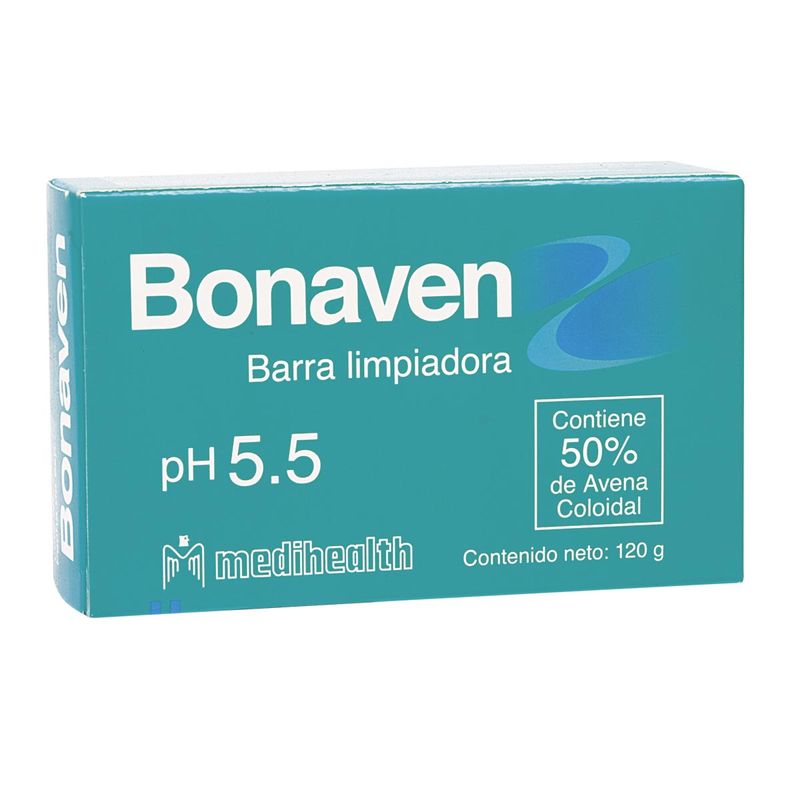 Bonaven
Bonaven
Barra limpiadora
pH 5.5
Contiene
50%
de Avena
Coloidal
medihealth
Contenido neto: 120 g